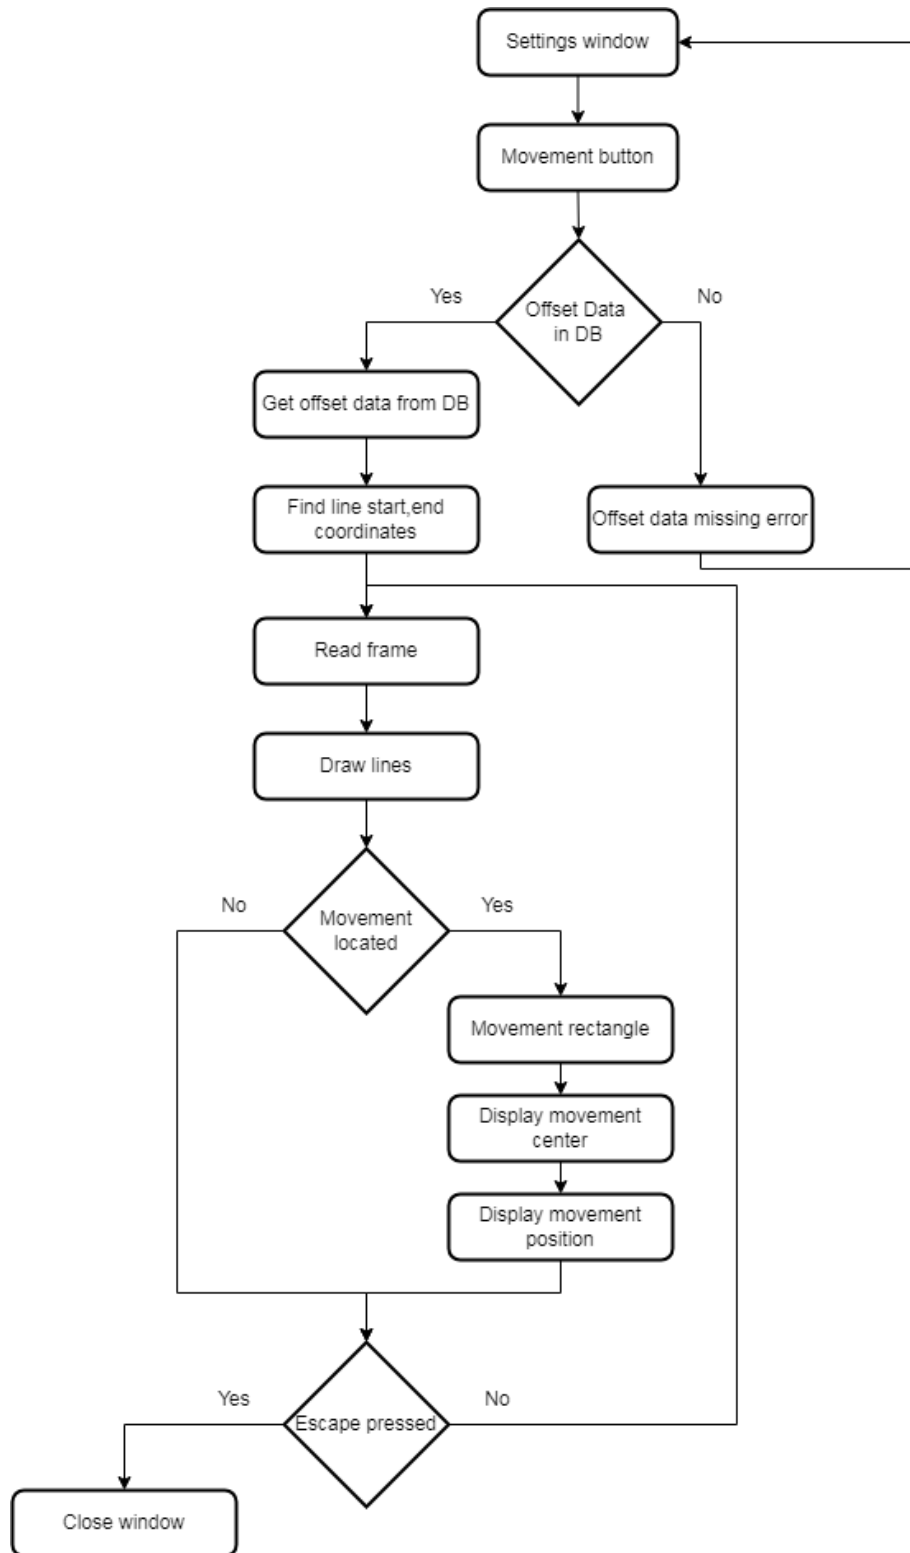 Settings window
Movement button
Yes
No
Offset Data
in DB
Get offset data from DB
Find line start,end
coordinates
Offset data missing error
Read frame
Draw lines
No
Yes
Movement
located
Movement rectangle
Display movement
center
Display movement
position
Yes
No
Escape pressed
Close window